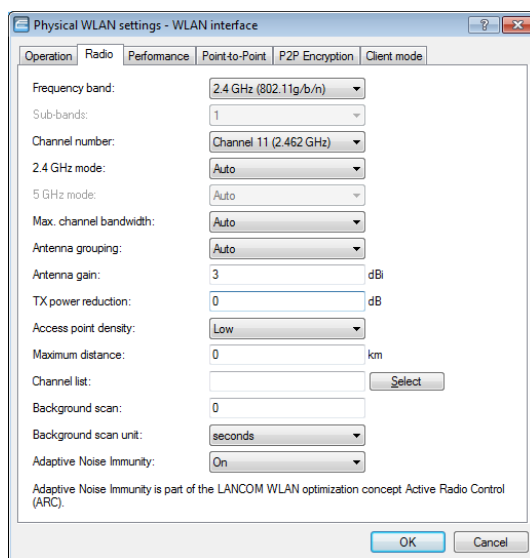 Physical WLAN settings - WLAN interface
Operation Radio Performance Point-to-Point P2P Encryption Client mode
Frequency band: 2.4 GHz (802.11g/b/n)
Sub-bands: 1
Channel number: Channel 11 (2.462 GHz)
2.4 GHz mode: Auto
5 GHz mode: Auto
Max. channel bandwidth: Auto
Antenna grouping: Auto
Antenna gain: 3 dBi
TX power reduction: 0 dB
Access point density: Low
Maximum distance: 0 km
Channel list: Select
Background scan: 0
Background scan unit: seconds
Adaptive Noise Immunity: On
Adaptive Noise Immunity is part of the LANCOM WLAN optimization concept Active Radio Control
(ARC).
OK Cancel